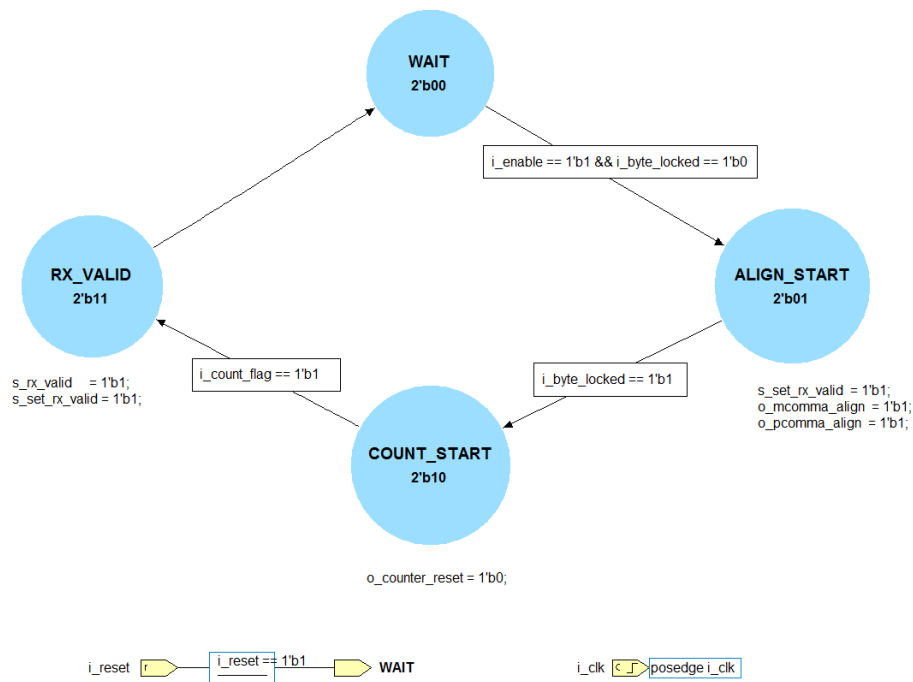 WAIT
2'b00
i_enable == 1'b1 && i_byte_locked == 1'b0
RX_VALID
2'b11
ALIGN_START
2'b01
i_count_flag == 1'b1
i_byte_locked == 1'b1
s_rx_valid = 1'b1;
s_set_rx_valid = 1'b1;
s_set_rx_valid = 1'b1;
o_mcomma_align = 1'b1;
o_pcomma_align = 1'b1;
COUNT_START
2'b10
o_counter_reset = 1'b0;
i_reset r i_reset == 1'b1 WAIT
i_clk C posedge i_clk